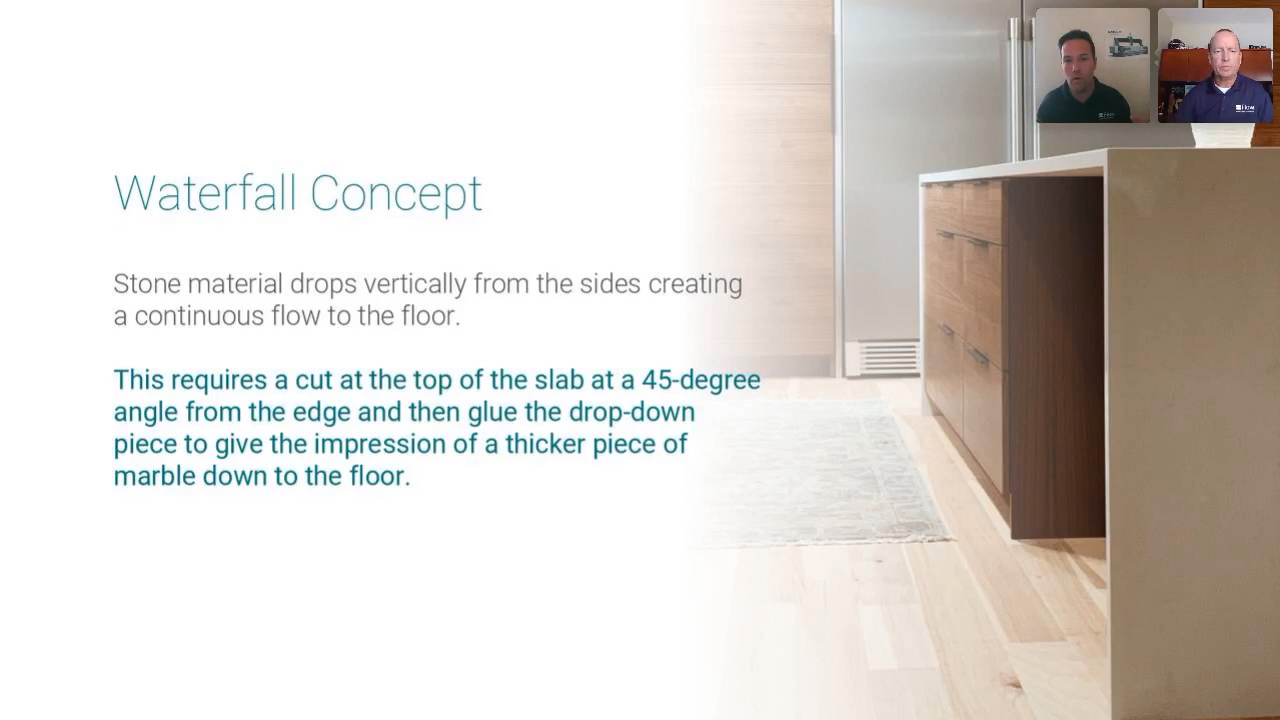 Waterfall Concept
Stone material drops vertically from the sides creating
a continuous flow to the floor.
This requires a cut at the top of the slab at a 45-degree
angle from the edge and then glue the drop-down
piece to give the impression of a thicker piece of
marble down to the floor.
flow